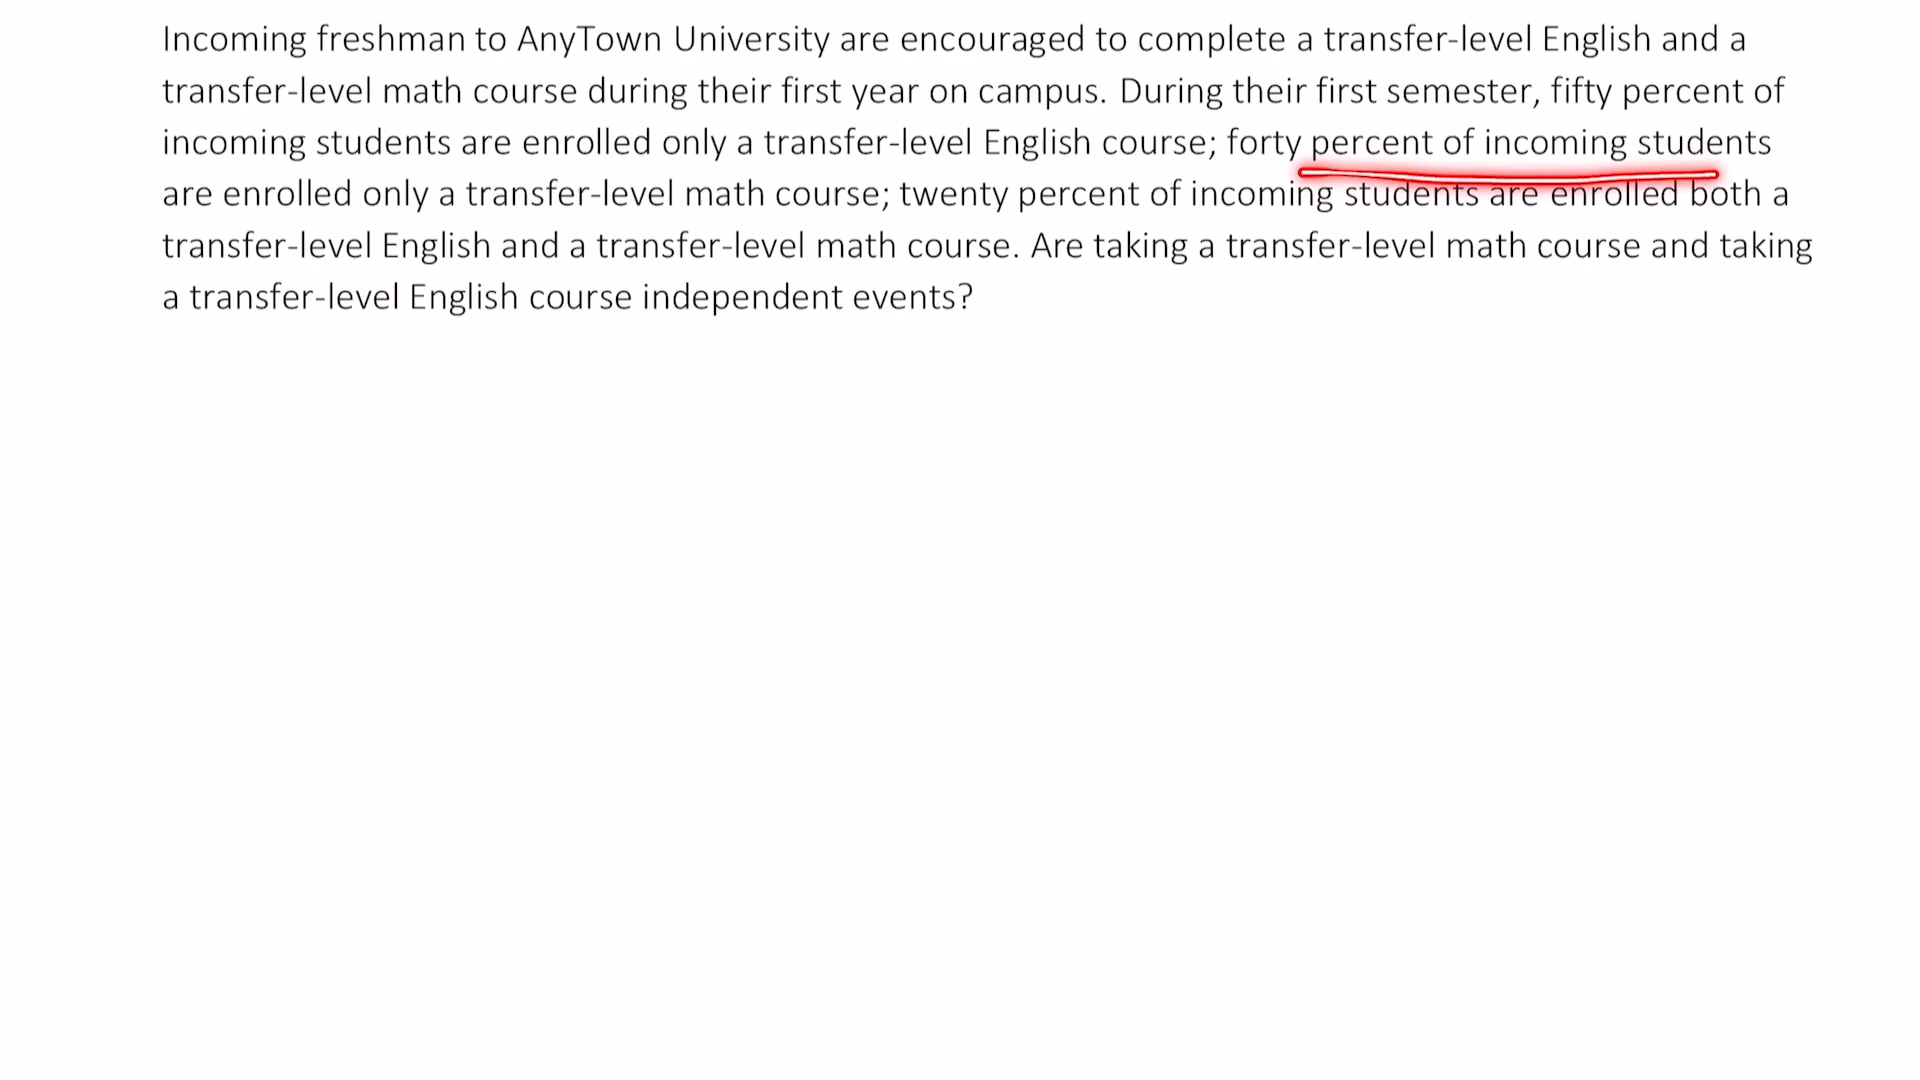 Incoming freshman to AnyTown University are encouraged to complete a transfer-level English and a
transfer-level math course during their first year on campus. During their first semester, fifty percent of
incoming students are enrolled only a transfer-level English course; forty percent of incoming students
are enrolled only a transfer-level math course; twenty percent of incoming students are enrolled both a
transfer-level English and a transfer-level math course. Are taking a transfer-level math course and taking
a transfer-level English course independent events?